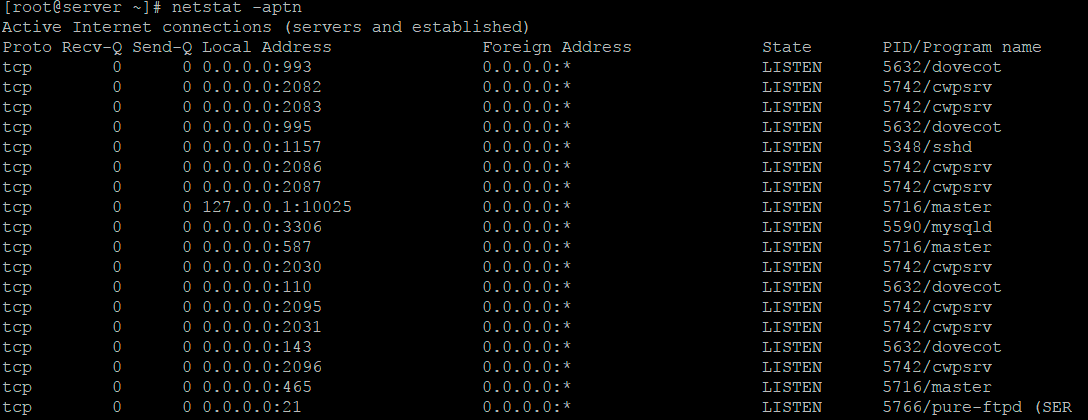 [root@server ~]# netstat -aptn
Active Internet connections (servers and established)
Proto Recv-Q Send-Q Local Address               Foreign Address             State       PID/Program name
tcp        0      0 0.0.0.0:993                 0.0.0.0:*                   LISTEN      5632/dovecot
tcp        0      0 0.0.0.0:2082                0.0.0.0:*                   LISTEN      5742/cwpsrv
tcp        0      0 0.0.0.0:2083                0.0.0.0:*                   LISTEN      5742/cwpsrv
tcp        0      0 0.0.0.0:995                 0.0.0.0:*                   LISTEN      5632/dovecot
tcp        0      0 0.0.0.0:1157                0.0.0.0:*                   LISTEN      5348/sshd
tcp        0      0 0.0.0.0:2086                0.0.0.0:*                   LISTEN      5742/cwpsrv
tcp        0      0 0.0.0.0:2087                0.0.0.0:*                   LISTEN      5742/cwpsrv
tcp        0      0 127.0.0.1:10025             0.0.0.0:*                   LISTEN      5716/master
tcp        0      0 0.0.0.0:3306                0.0.0.0:*                   LISTEN      5590/mysqld
tcp        0      0 0.0.0.0:587                 0.0.0.0:*                   LISTEN      5716/master
tcp        0      0 0.0.0.0:2030                0.0.0.0:*                   LISTEN      5742/cwpsrv
tcp        0      0 0.0.0.0:110                 0.0.0.0:*                   LISTEN      5632/dovecot
tcp        0      0 0.0.0.0:2095                0.0.0.0:*                   LISTEN      5742/cwpsrv
tcp        0      0 0.0.0.0:2031                0.0.0.0:*                   LISTEN      5742/cwpsrv
tcp        0      0 0.0.0.0:143                 0.0.0.0:*                   LISTEN      5632/dovecot
tcp        0      0 0.0.0.0:2096                0.0.0.0:*                   LISTEN      5742/cwpsrv
tcp        0      0 0.0.0.0:465                 0.0.0.0:*                   LISTEN      5716/master
tcp        0      0 0.0.0.0:21                  0.0.0.0:*                   LISTEN      5766/pure-ftpd (SER